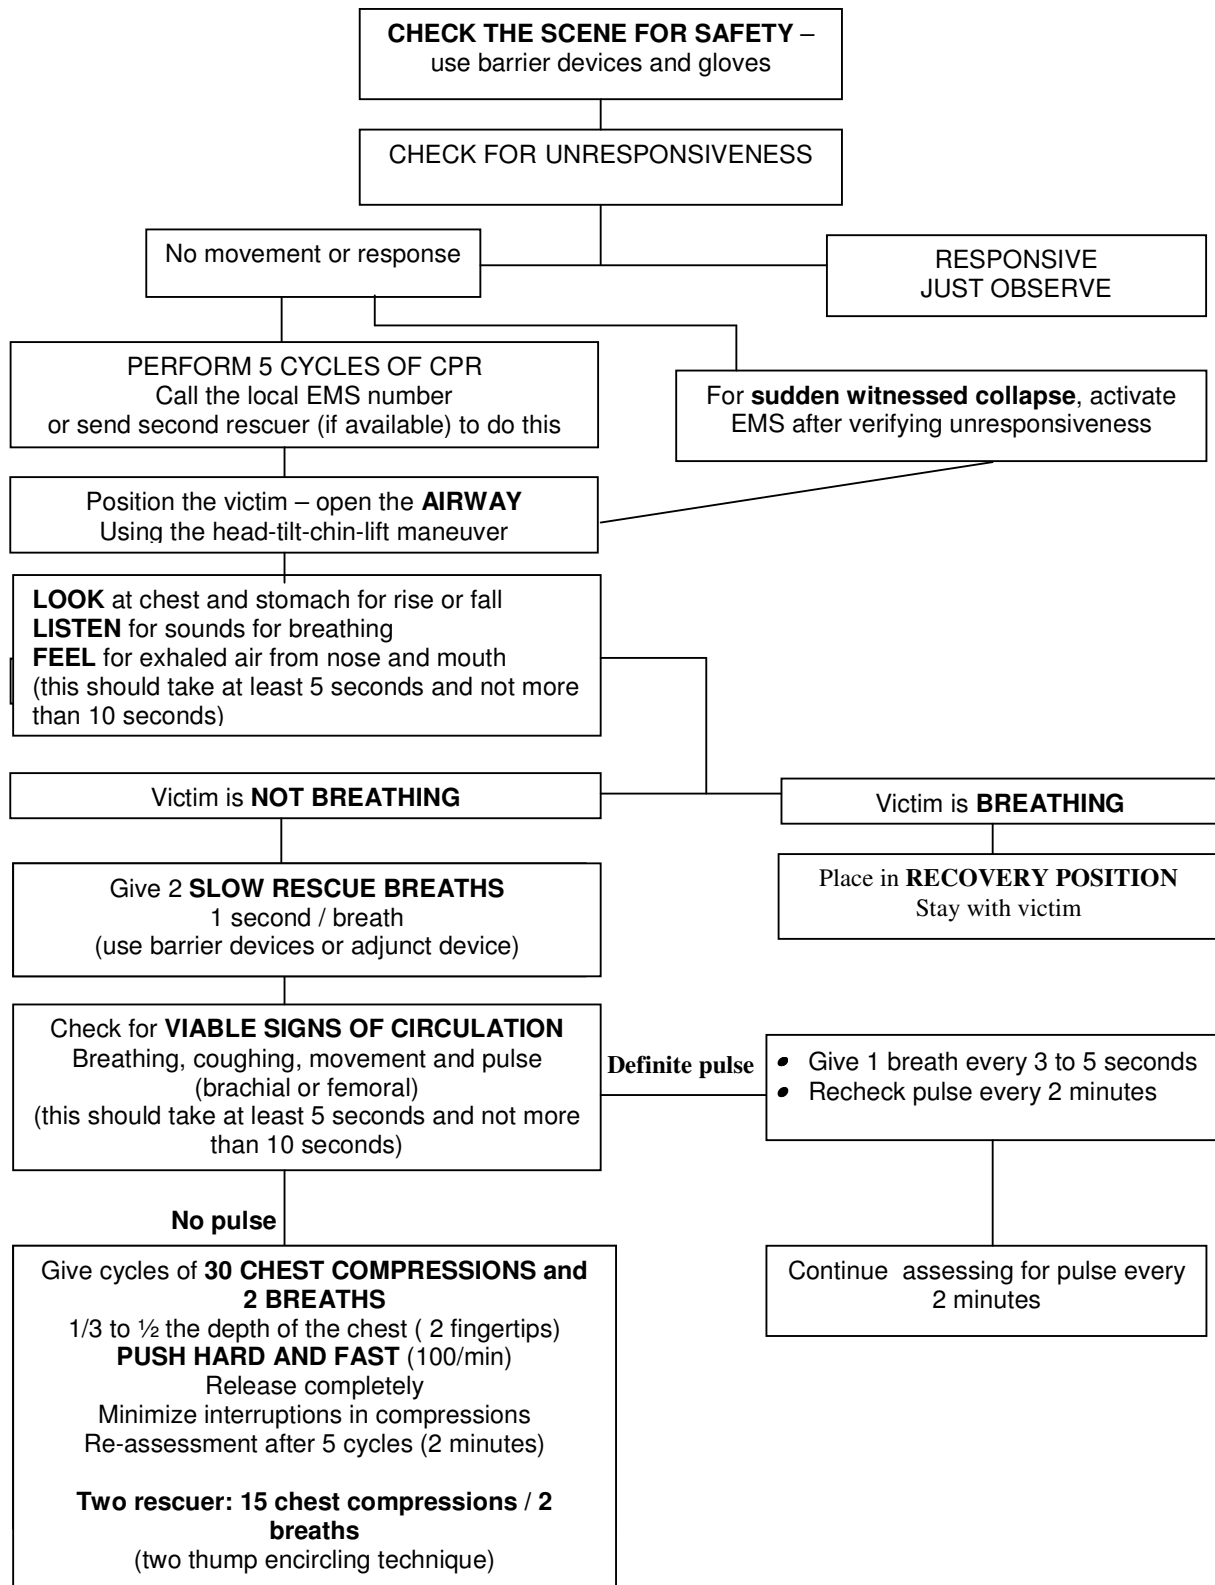 CHECK THE SCENE FOR SAFETY –
use barrier devices and gloves
CHECK FOR UNRESPONSIVENESS
No movement or response
RESPONSIVE
JUST OBSERVE
PERFORM 5 CYCLES OF CPR
Call the local EMS number
or send second rescuer (if available) to do this
For sudden witnessed collapse, activate
EMS after verifying unresponsiveness
Position the victim – open the AIRWAY
Using the head-tilt-chin-lift maneuver
LOOK at chest and stomach for rise or fall
LISTEN for sounds for breathing
FEEL for exhaled air from nose and mouth
(this should take at least 5 seconds and not more
than 10 seconds)
Victim is NOT BREATHING
Victim is BREATHING
Give 2 SLOW RESCUE BREATHS
1 second / breath
(use barrier devices or adjunct device)
Place in RECOVERY POSITION
Stay with victim
Check for VIABLE SIGNS OF CIRCULATION
Breathing, coughing, movement and pulse
(brachial or femoral)
(this should take at least 5 seconds and not more
than 10 seconds)
Definite pulse
• Give 1 breath every 3 to 5 seconds
• Recheck pulse every 2 minutes
No pulse
Give cycles of 30 CHEST COMPRESSIONS and
2 BREATHS
1/3 to ½ the depth of the chest ( 2 fingertips)
PUSH HARD AND FAST (100/min)
Release completely
Minimize interruptions in compressions
Re-assessment after 5 cycles (2 minutes)
Two rescuer: 15 chest compressions / 2
breaths
(two thump encircling technique)
Continue assessing for pulse every
2 minutes